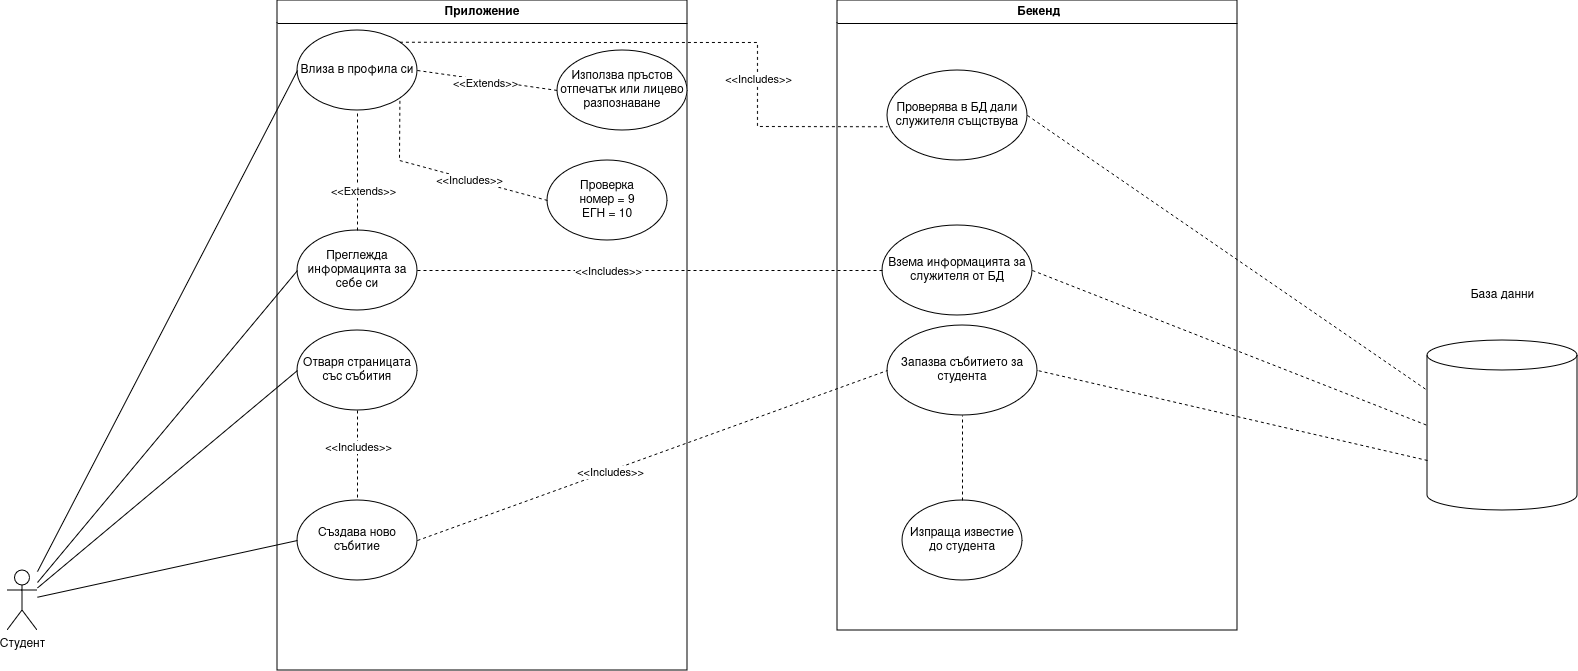 Приложение
Бекенд
Влиза в профила си
<<Extends>>
Използва пръстов
отпечатък или лицево
разпознаване
<<Includes>>
Проверява в БД дали
служителя същствува
<<Extends>>
<<Includes>>
Проверка
номер = 9
ЕГН = 10
Преглежда
информацията за
себе си
<<Includes>>
Взема информацията за
служителя от БД
База данни
Отваря страницата
със събития
Запазва събитието за
студента
<<Includes>>
<<Includes>>
Създава ново
събитие
Изпраща известие
до студента
Студент